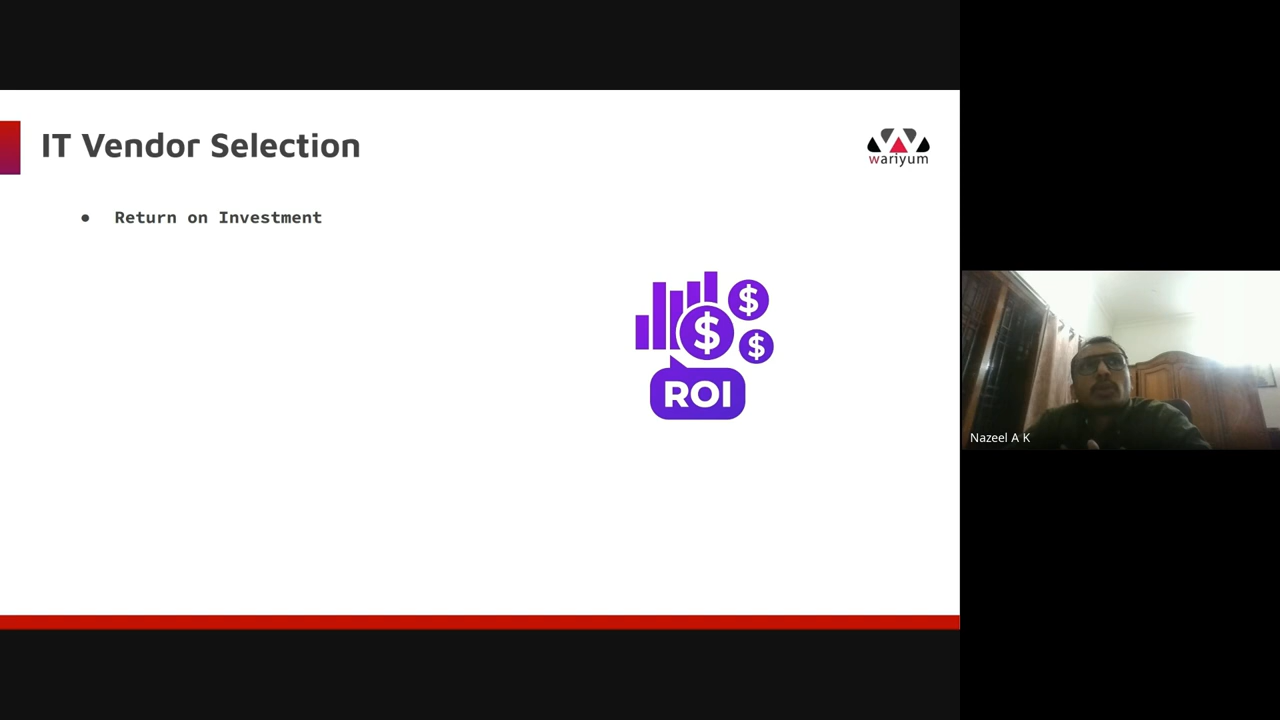 IT Vendor Selection
wariyum
● Return on Investment
$
$
$
ROI
Nazeel A K